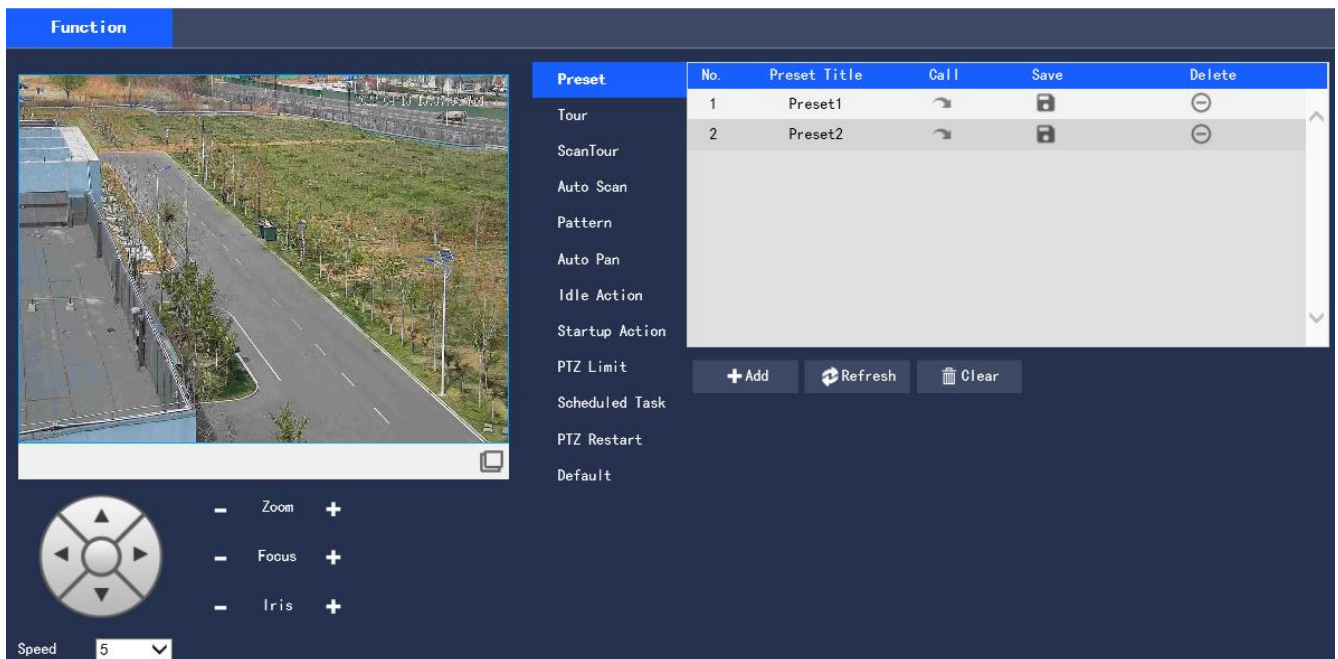 Function
Preset
Tour
ScanTour
Auto Scan
Pattern
Auto Pan
Idle Action
Startup Action
PTZ Limit
Scheduled Task
PTZ Restart
Default
No. Preset Title Call Save Delete
1 Preset1
2 Preset2
Add Refresh Clear
Zoom
Focus
Iris
Speed 5